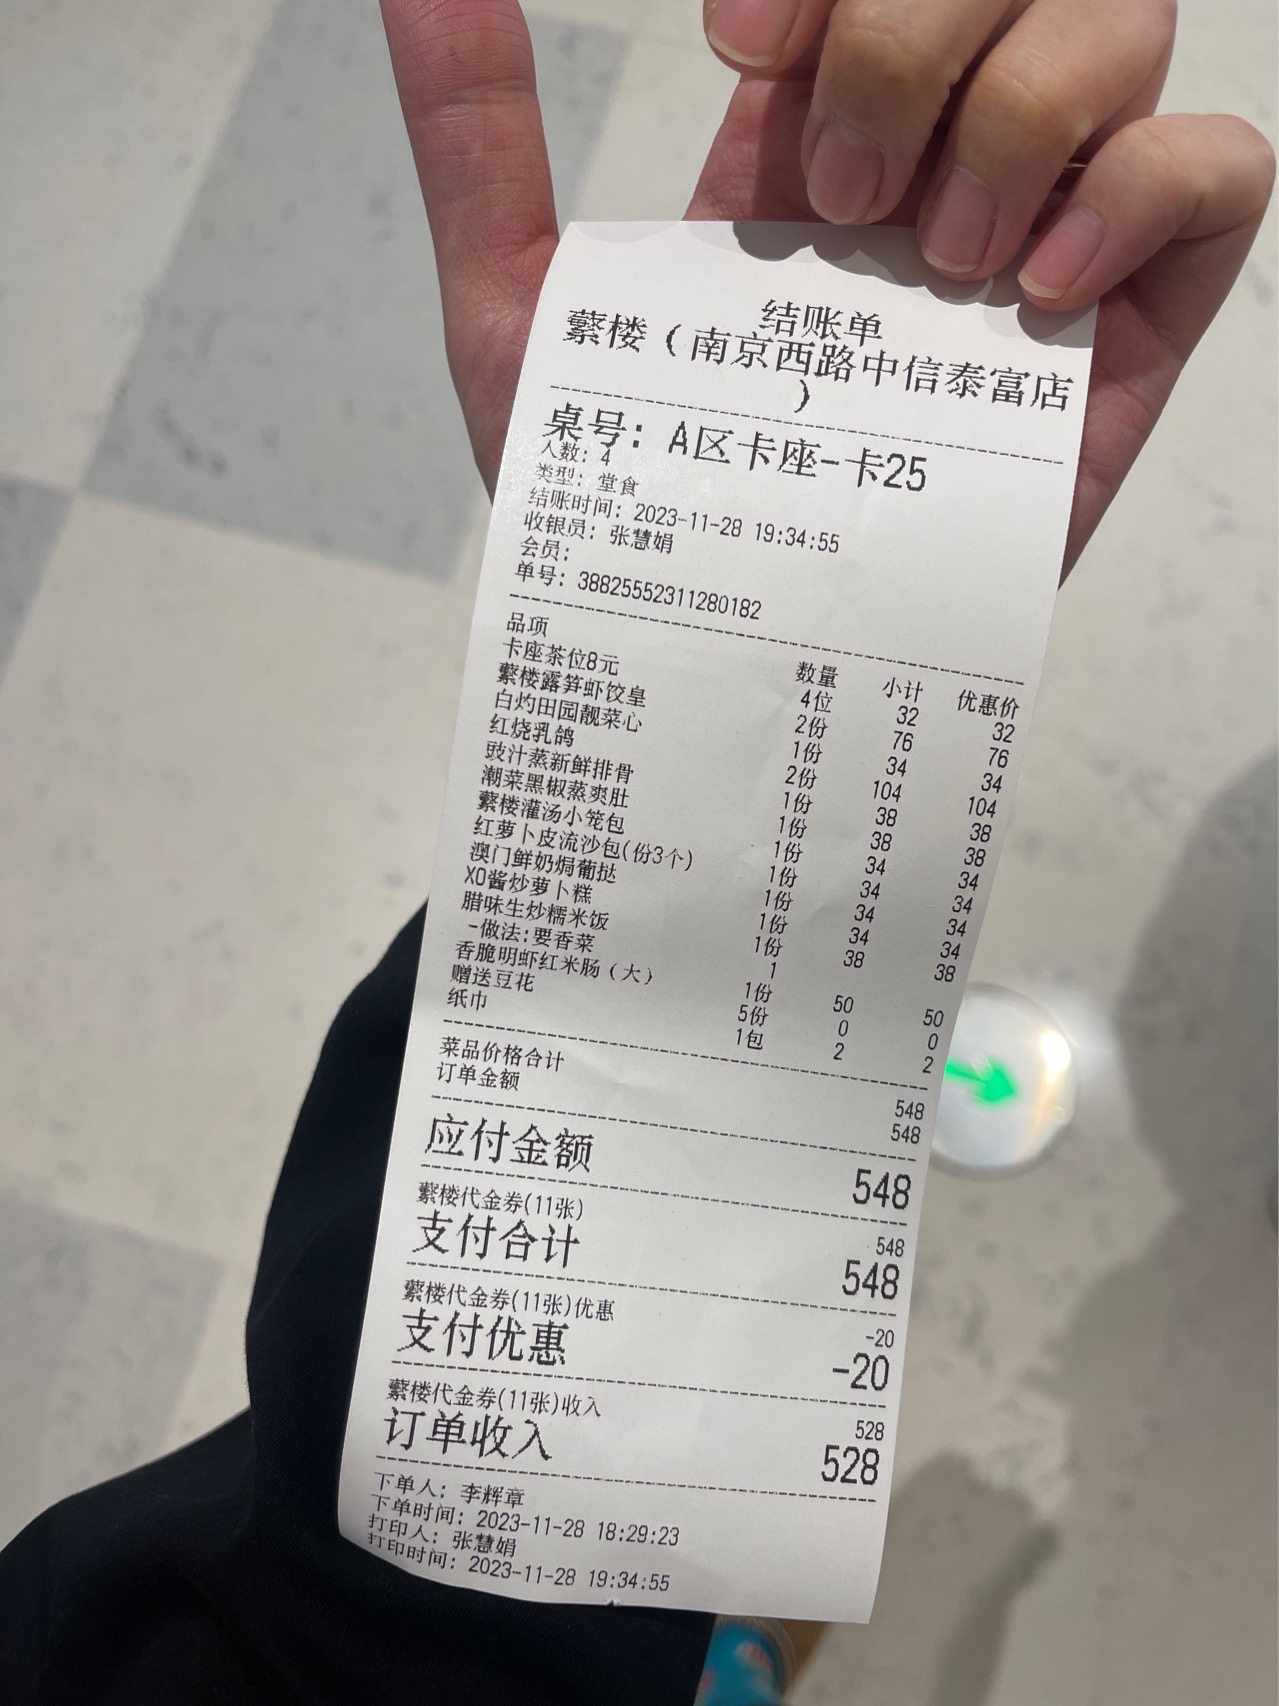 结账单
蘩楼（南京西路中信泰富店
）
桌号: A区卡座-卡25
人数: 4
类型: 堂食
结账时间: 2023-11-28 19:34:55
收银员: 张慧娟
会员:
单号: 38825552311280182
品项 数量 小计 优惠价
卡座茶位8元 4位 32 32
蘩楼露笋虾饺皇 2份 76 76
白灼田园靓菜心 1份 34 34
红烧乳鸽 2份 104 104
豉汁蒸新鲜排骨 1份 38 38
潮菜黑椒蒸爽肚 1份 38 38
蘩楼灌汤小笼包 1份 34 34
红萝卜皮流沙包(份3个) 1份 34 34
澳门鲜奶焗葡挞 1份 34 34
XO酱炒萝卜糕 1份 34 34
腊味生炒糯米饭 1份 38 38
-做法:要香菜 1
香脆明虾红米肠（大） 1份 50 50
赠送豆花 5份 0 0
纸巾 1包 2 2
菜品价格合计 548
订单金额 548
应付金额 548
蘩楼代金券(11张) 548
支付合计 548
蘩楼代金券(11张)优惠 -20
支付优惠 -20
蘩楼代金券(11张)收入 528
订单收入 528
下单人: 李辉章
下单时间: 2023-11-28 18:29:23
打印人: 张慧娟
打印时间: 2023-11-28 19:34:55